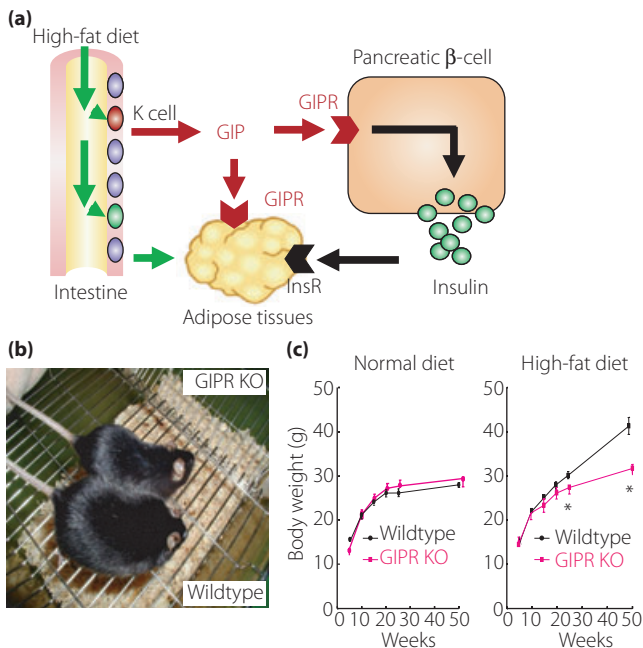 (a)
High-fat diet
K cell
GIP
GIPR
GIPR
Pancreatic β-cell
Intestine
Adipose tissues
InsR
Insulin
(b)
GIPR KO
Wildtype
(c)
Normal diet
High-fat diet
Body weight (g)
50
40
30
20
10
0
Wildtype
GIPR KO
0 10 20 30 40 50
Weeks
50
40
30
20
10
0
*
*
Wildtype
GIPR KO
0 10 20 30 40 50
Weeks